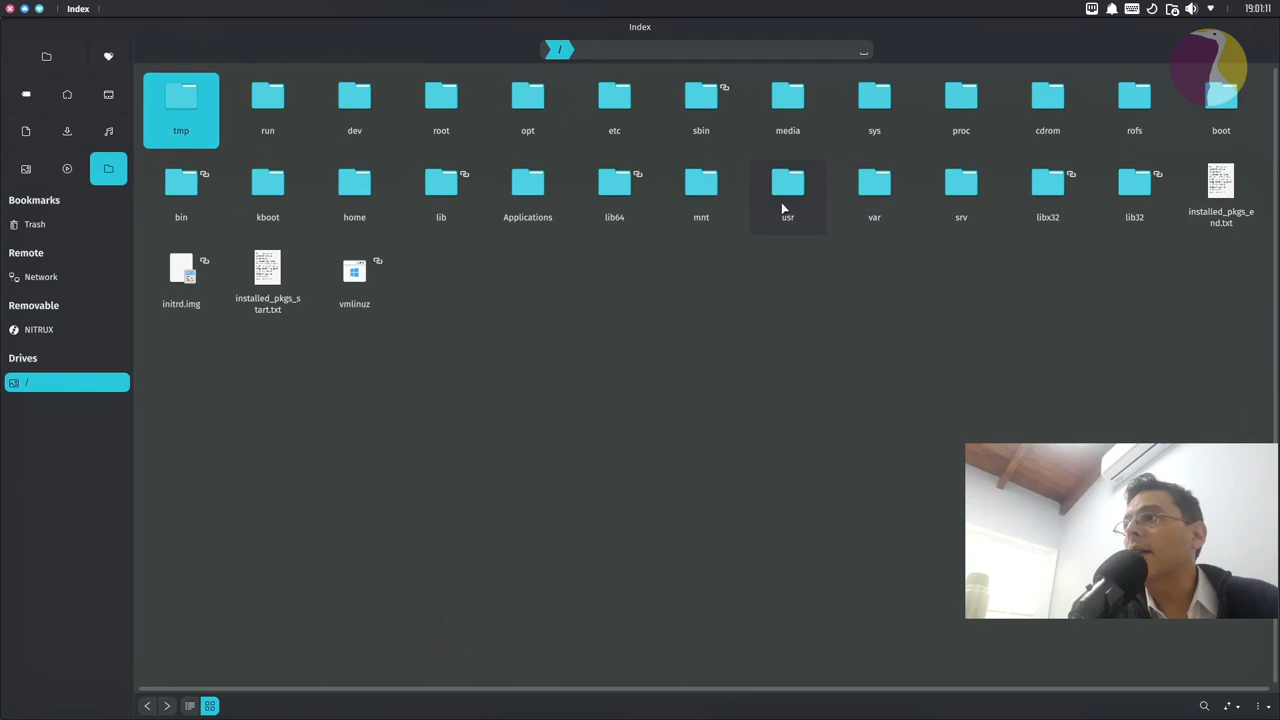 Index
19:01:11
Index
/
tmp
run
dev
root
opt
etc
sbin
media
sys
proc
cdrom
rofs
boot
bin
kboot
home
lib
Applications
lib64
mnt
usr
var
srv
libx32
lib32
installed_pkgs_e
nd.txt
initrd.img
installed_pkgs_s
tart.txt
vmlinuz
Bookmarks
Trash
Remote
Network
Removable
NITRUX
Drives
/